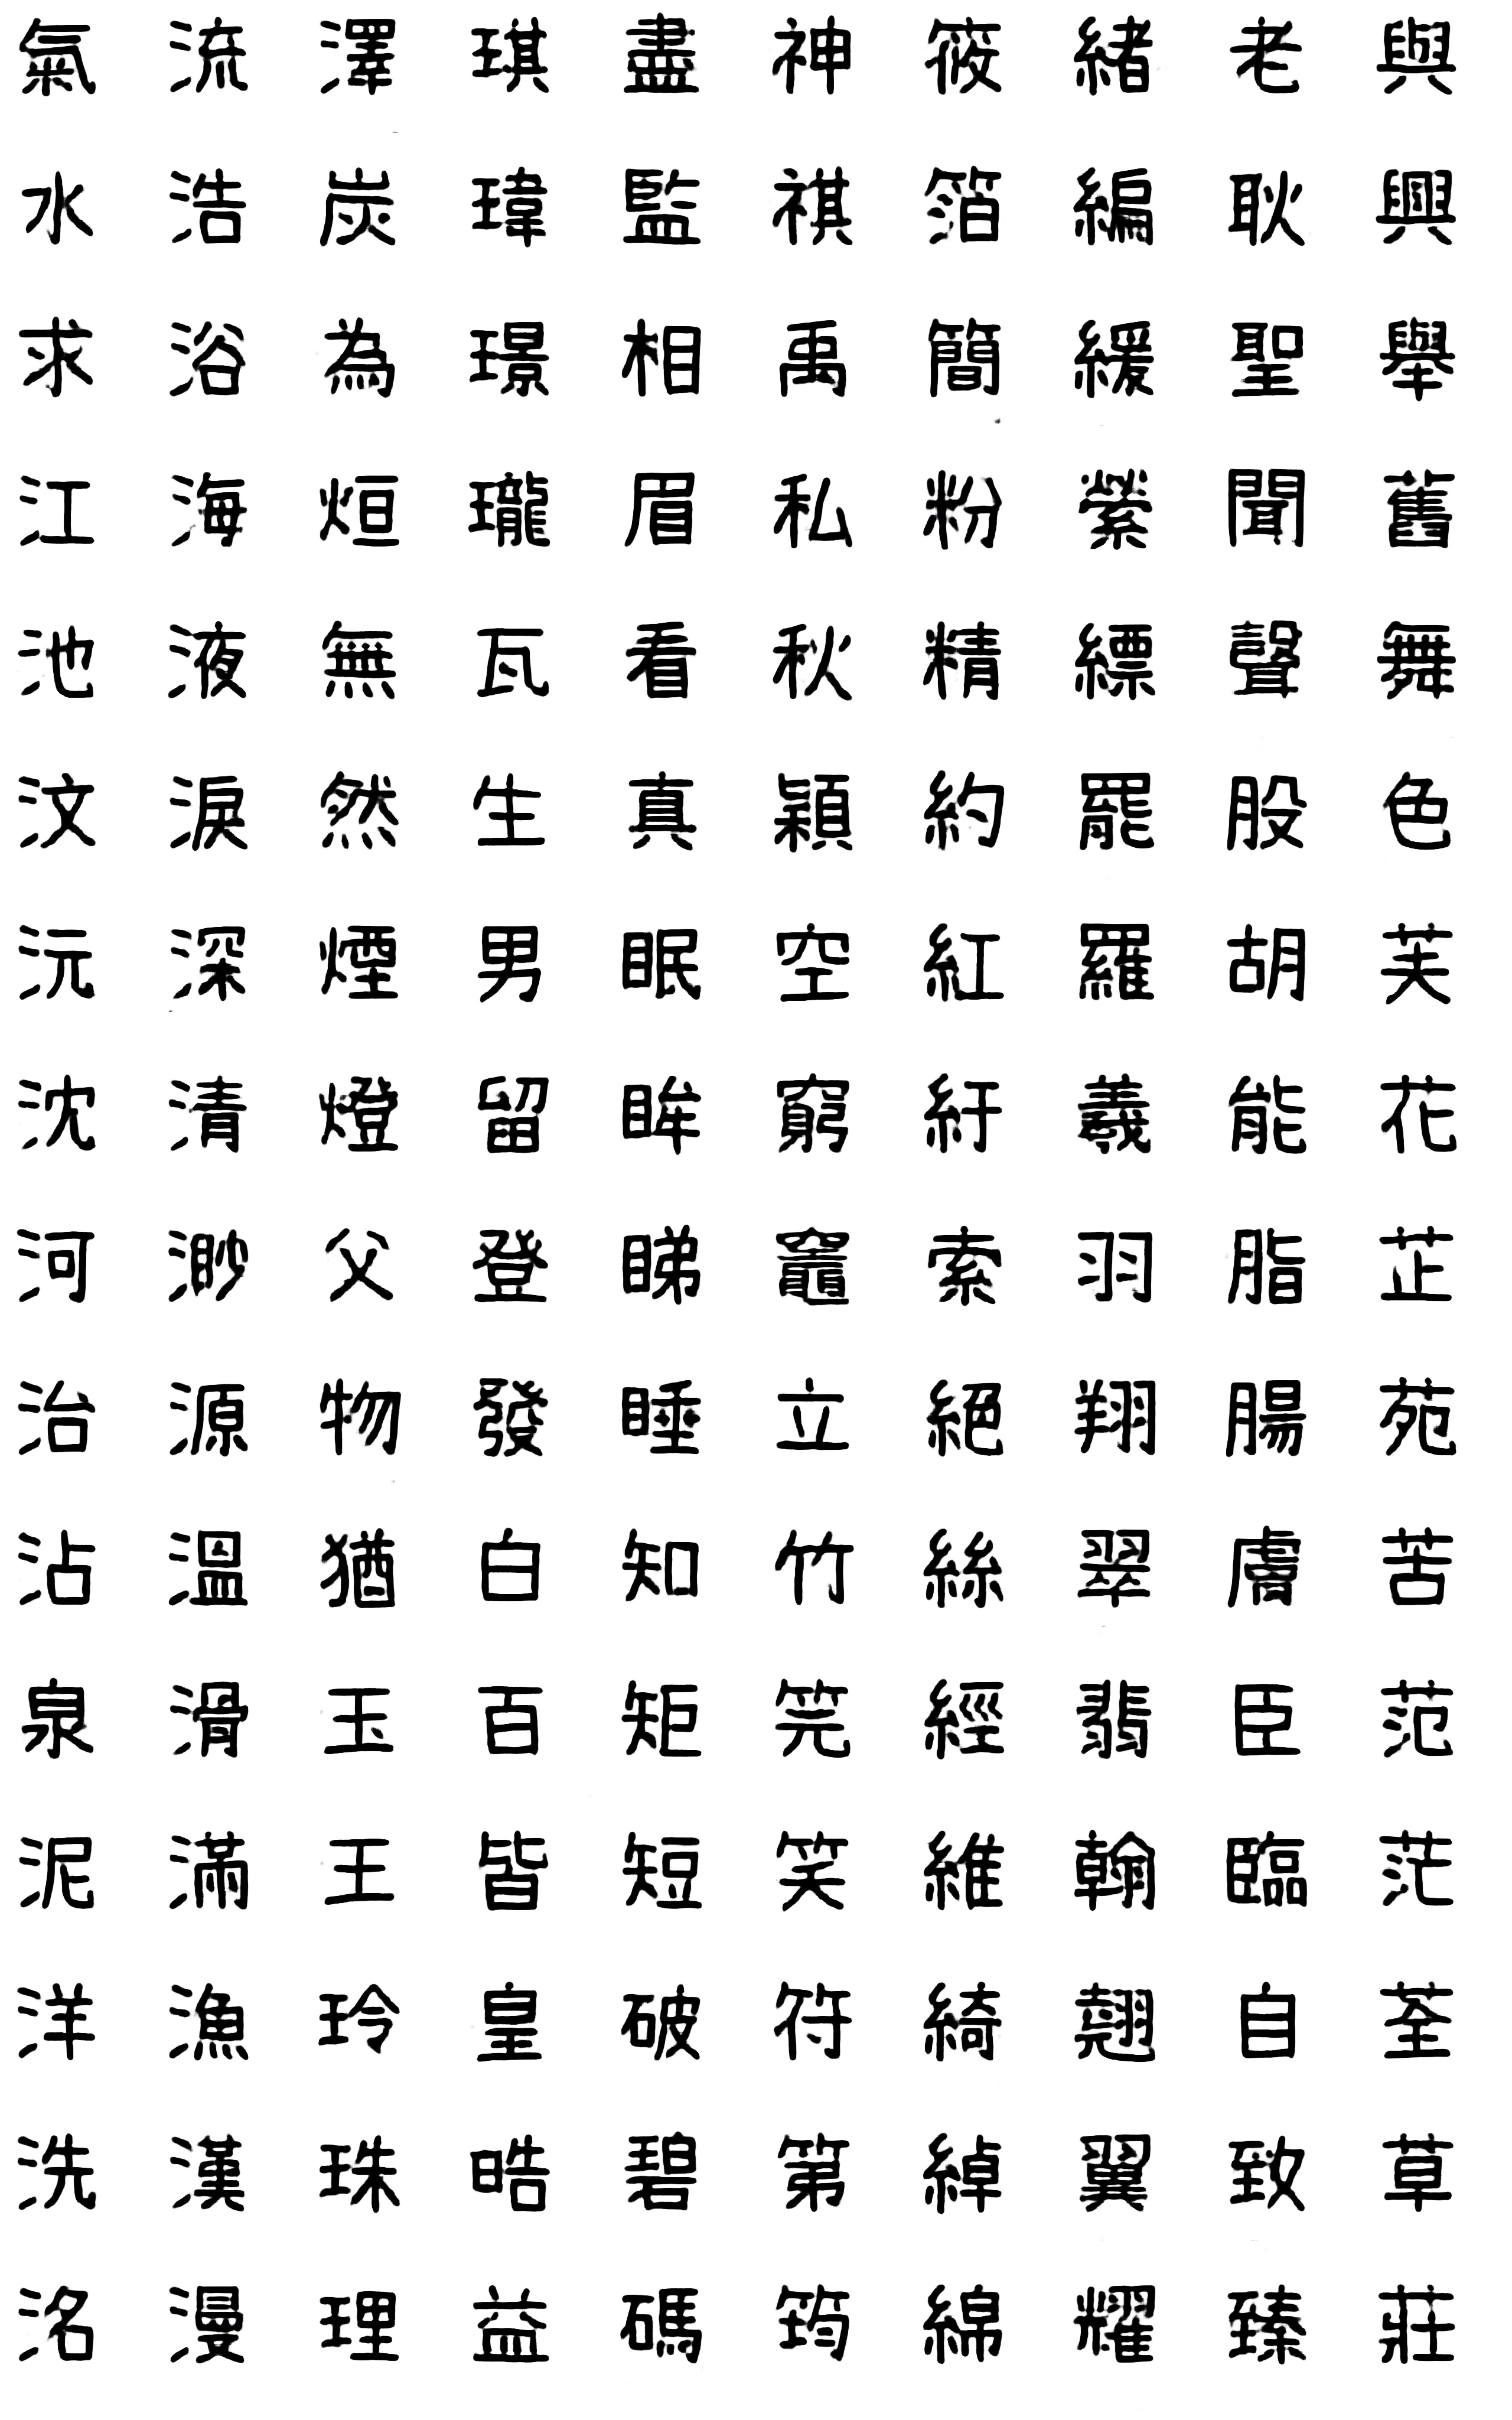 氣水求江池汶沅沈河治沾泉泥洋洗洛
流浩浴海液淚深清渺源溫滑滿漁漢漫
澤炭為烜無然煙燈父物猶玉王玲珠理
琪瑋璟瓏瓦生男留登發白百皆皇皓益
盡監相眉看真眠眸睇睡知矩短破碧碼
神祺禹私秋穎空窮竈立竹笎笑符第筠
筱箔簡粉精約紅紆索絕絲經維綺綽綿
緒編緩縈縹罷羅羲羽翔翠翡翰翹翼耀
老耿聖聞聲股胡能脂腸膚臣臨自致臻
與興舉舊舞色芙花芷苑苦范茫荃草莊